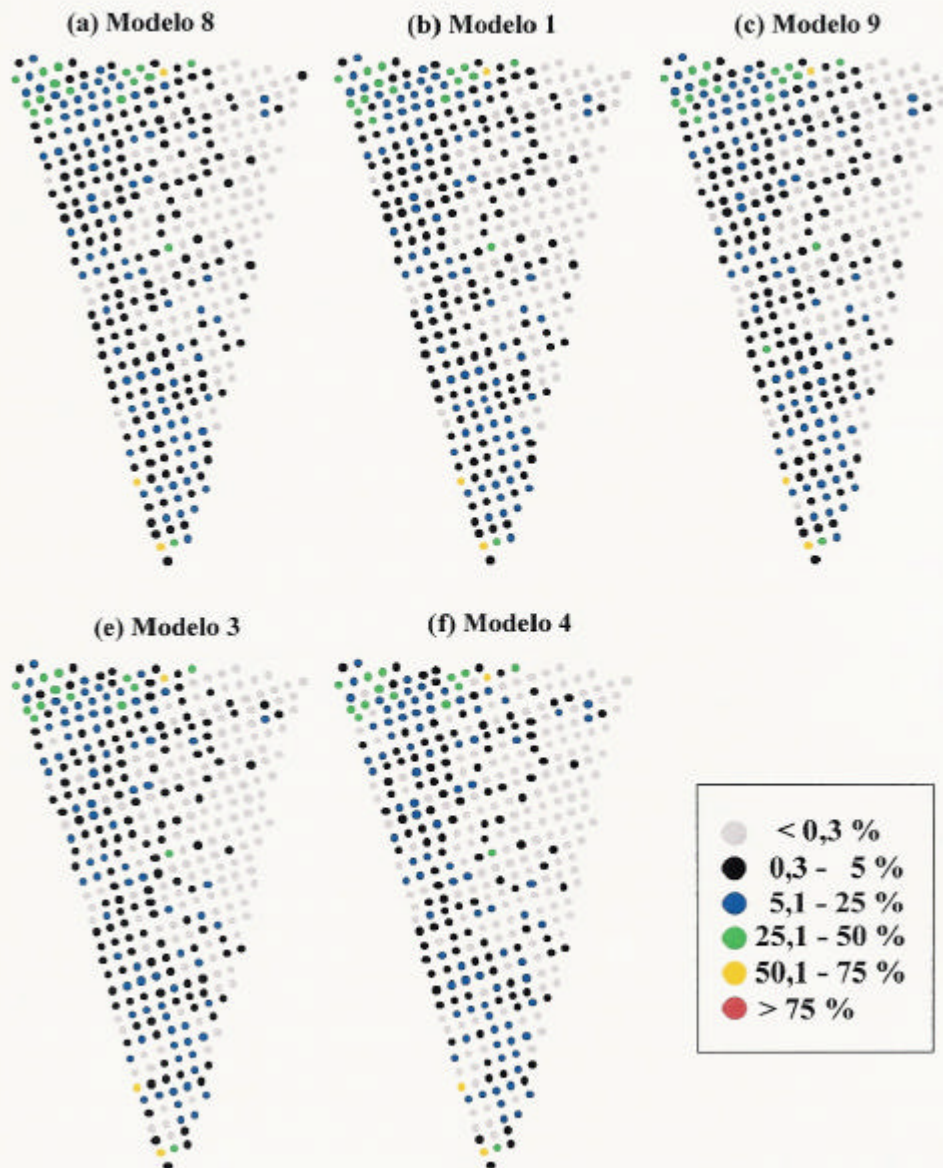 (a) Modelo 8
(b) Modelo 1
(c) Modelo 9
(e) Modelo 3
(f) Modelo 4
< 0,3 %
0,3 - 5 %
5,1 - 25 %
25,1 - 50 %
50,1 - 75 %
> 75 %